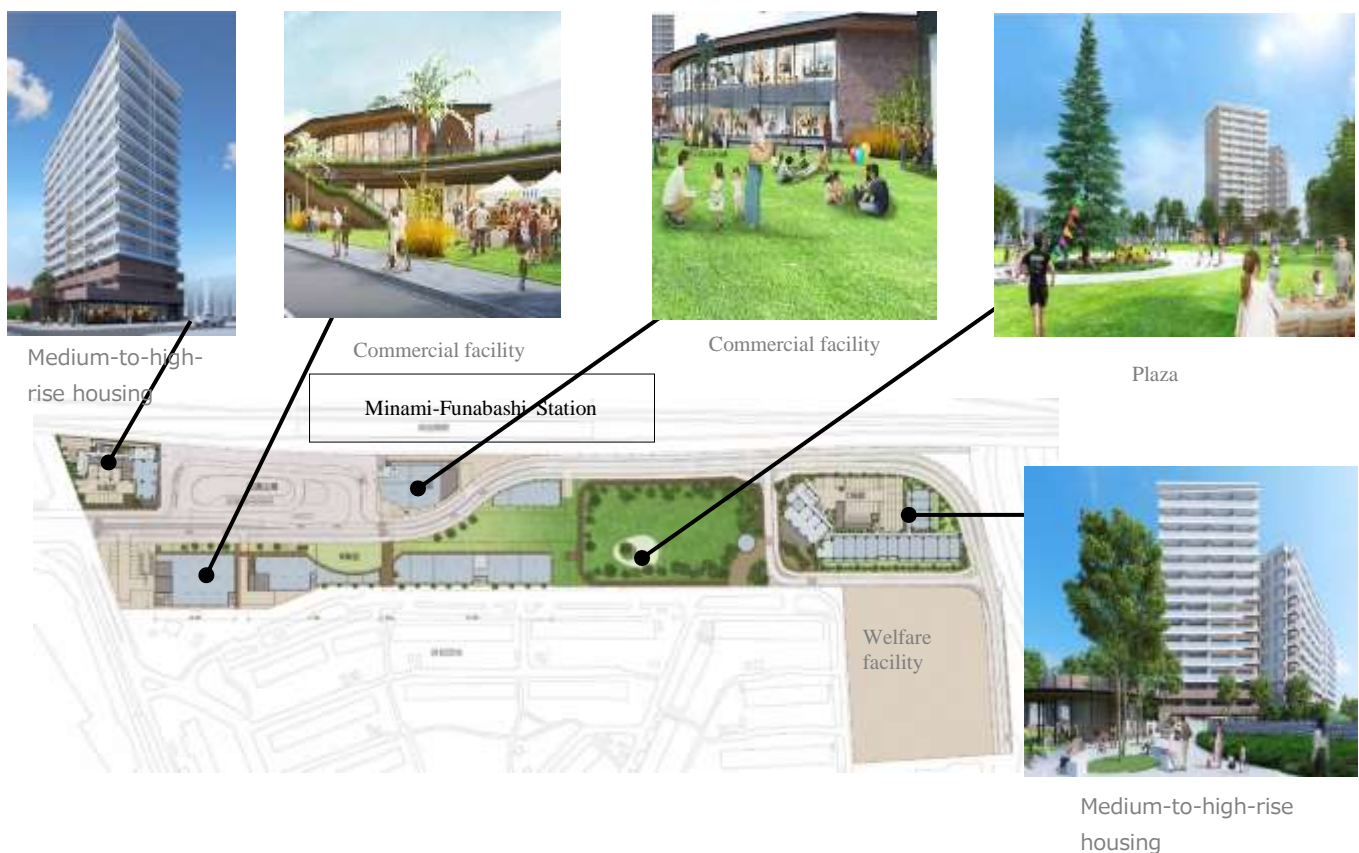 Medium-to-high-
rise housing
Commercial facility
Commercial facility
Plaza
Minami-Funabashi Station
Welfare
facility
Medium-to-high-rise
housing